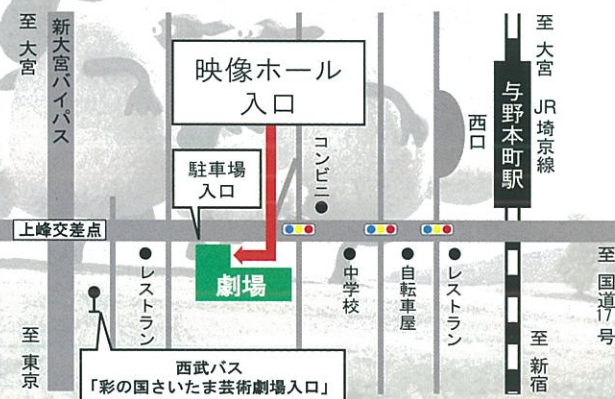 至 大宮
新大宮バイパス
映像ホール
入口
至 大宮
JR埼京線
与野本町駅
西口
コンビニ
駐車場
入口
上峰交差点
レストラン
劇場
中学校
自転車屋
レストラン
至 国道17号
至 東京
西武バス
「彩の国さいたま芸術劇場入口」
至 新宿